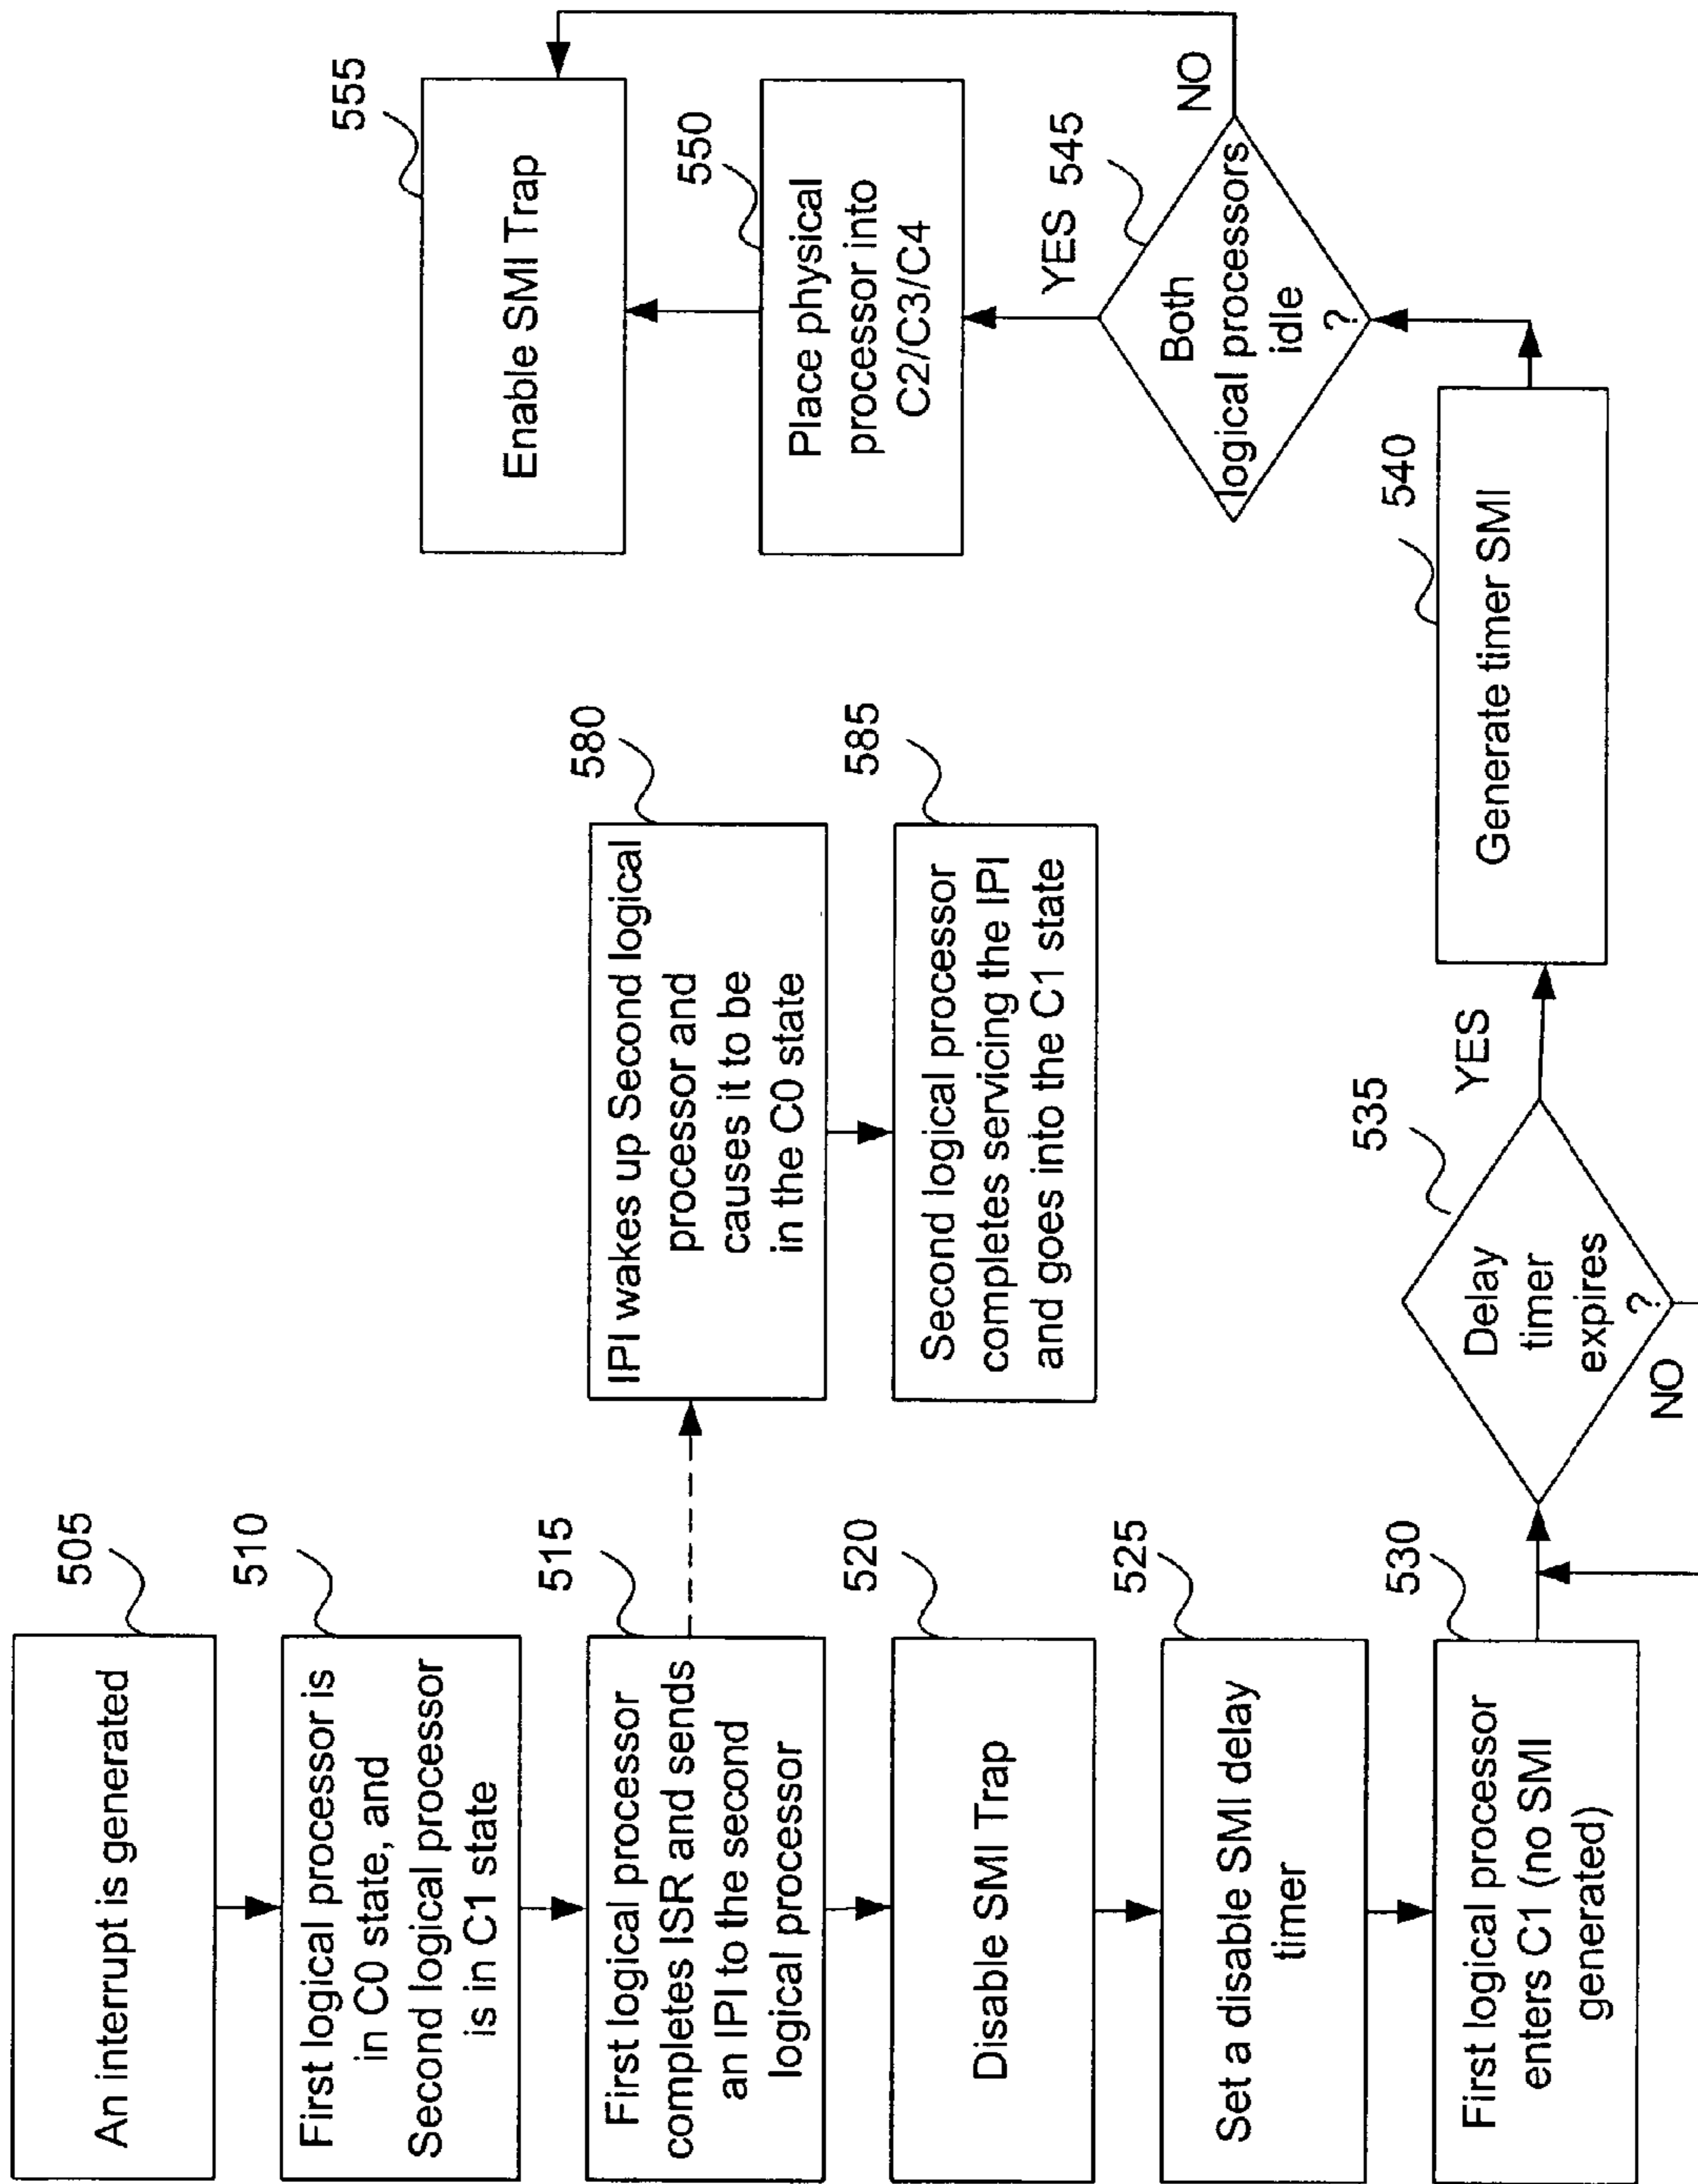 505
An interrupt is generated
510
First logical processor is
in C0 state, and
Second logical processor
is in C1 state
515
First logical processor
completes ISR and sends
an IPI to the second
logical processor
520
Disable SMI Trap
525
Set a disable SMI delay
timer
530
First logical processor
enters C1 (no SMI
generated)
580
IPI wakes up Second logical
processor and
causes it to be
in the C0 state
585
Second logical processor
completes servicing the IPI
and goes into the C1 state
535
Delay
timer
expires
?
YES
NO
540
Generate timer SMI
545
Both
logical processors
idle
?
YES
NO
550
Place physical
processor into
C2/C3/C4
555
Enable SMI Trap